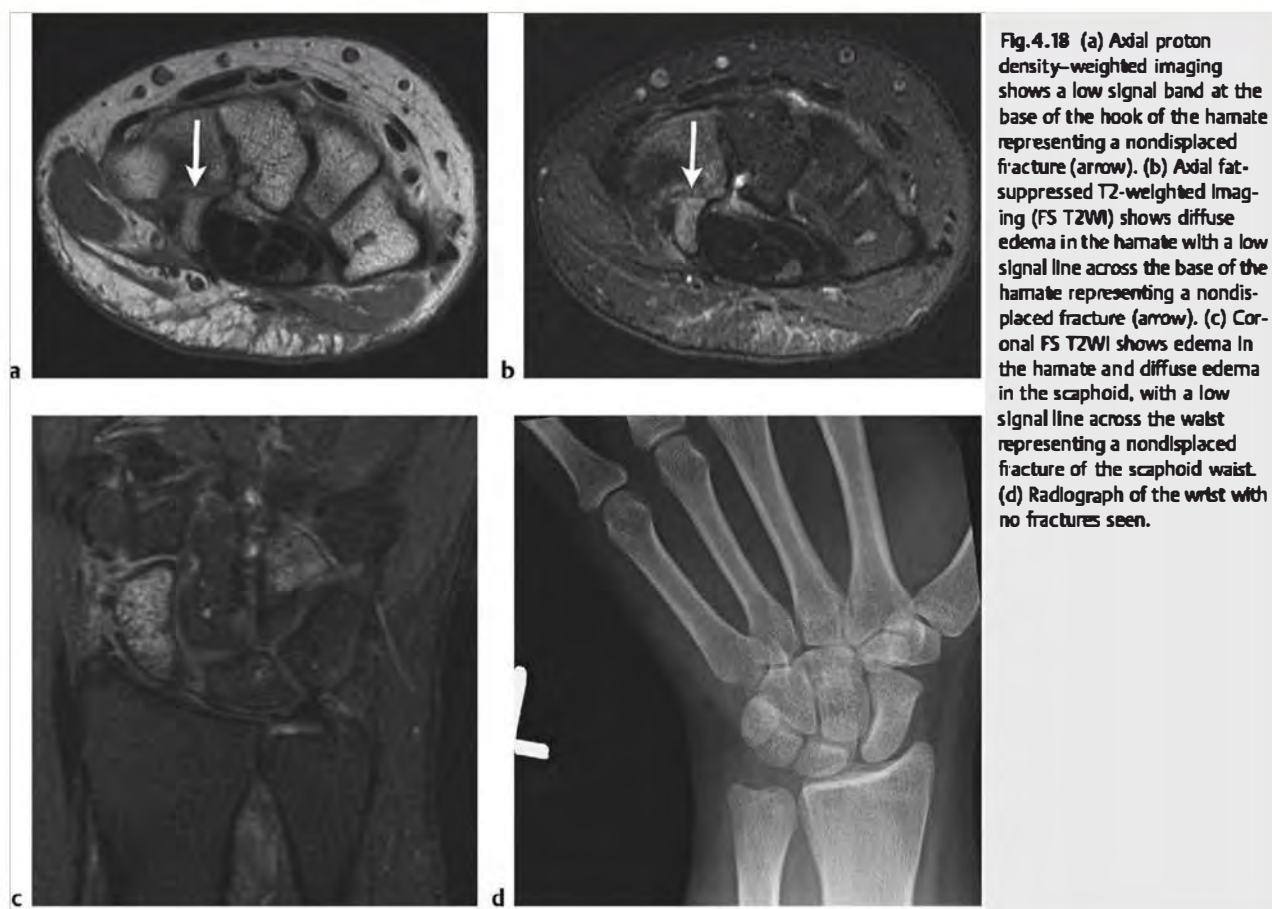 Fig.4.18 (a) Axial proton
density–weighted imaging
shows a low signal band at the
base of the hook of the hamate
representing a nondisplaced
fracture (arrow). (b) Axial fat-
suppressed T2-weighted imag-
ing (FS T2WI) shows diffuse
edema in the hamate with a low
signal line across the base of the
hamate representing a nondis-
placed fracture (arrow). (c) Cor-
onal FS T2WI shows edema in
the hamate and diffuse edema
in the scaphoid, with a low
signal line across the waist
representing a nondisplaced
fracture of the scaphoid waist.
(d) Radiograph of the wrist with
no fractures seen.
a
b
L
c
d